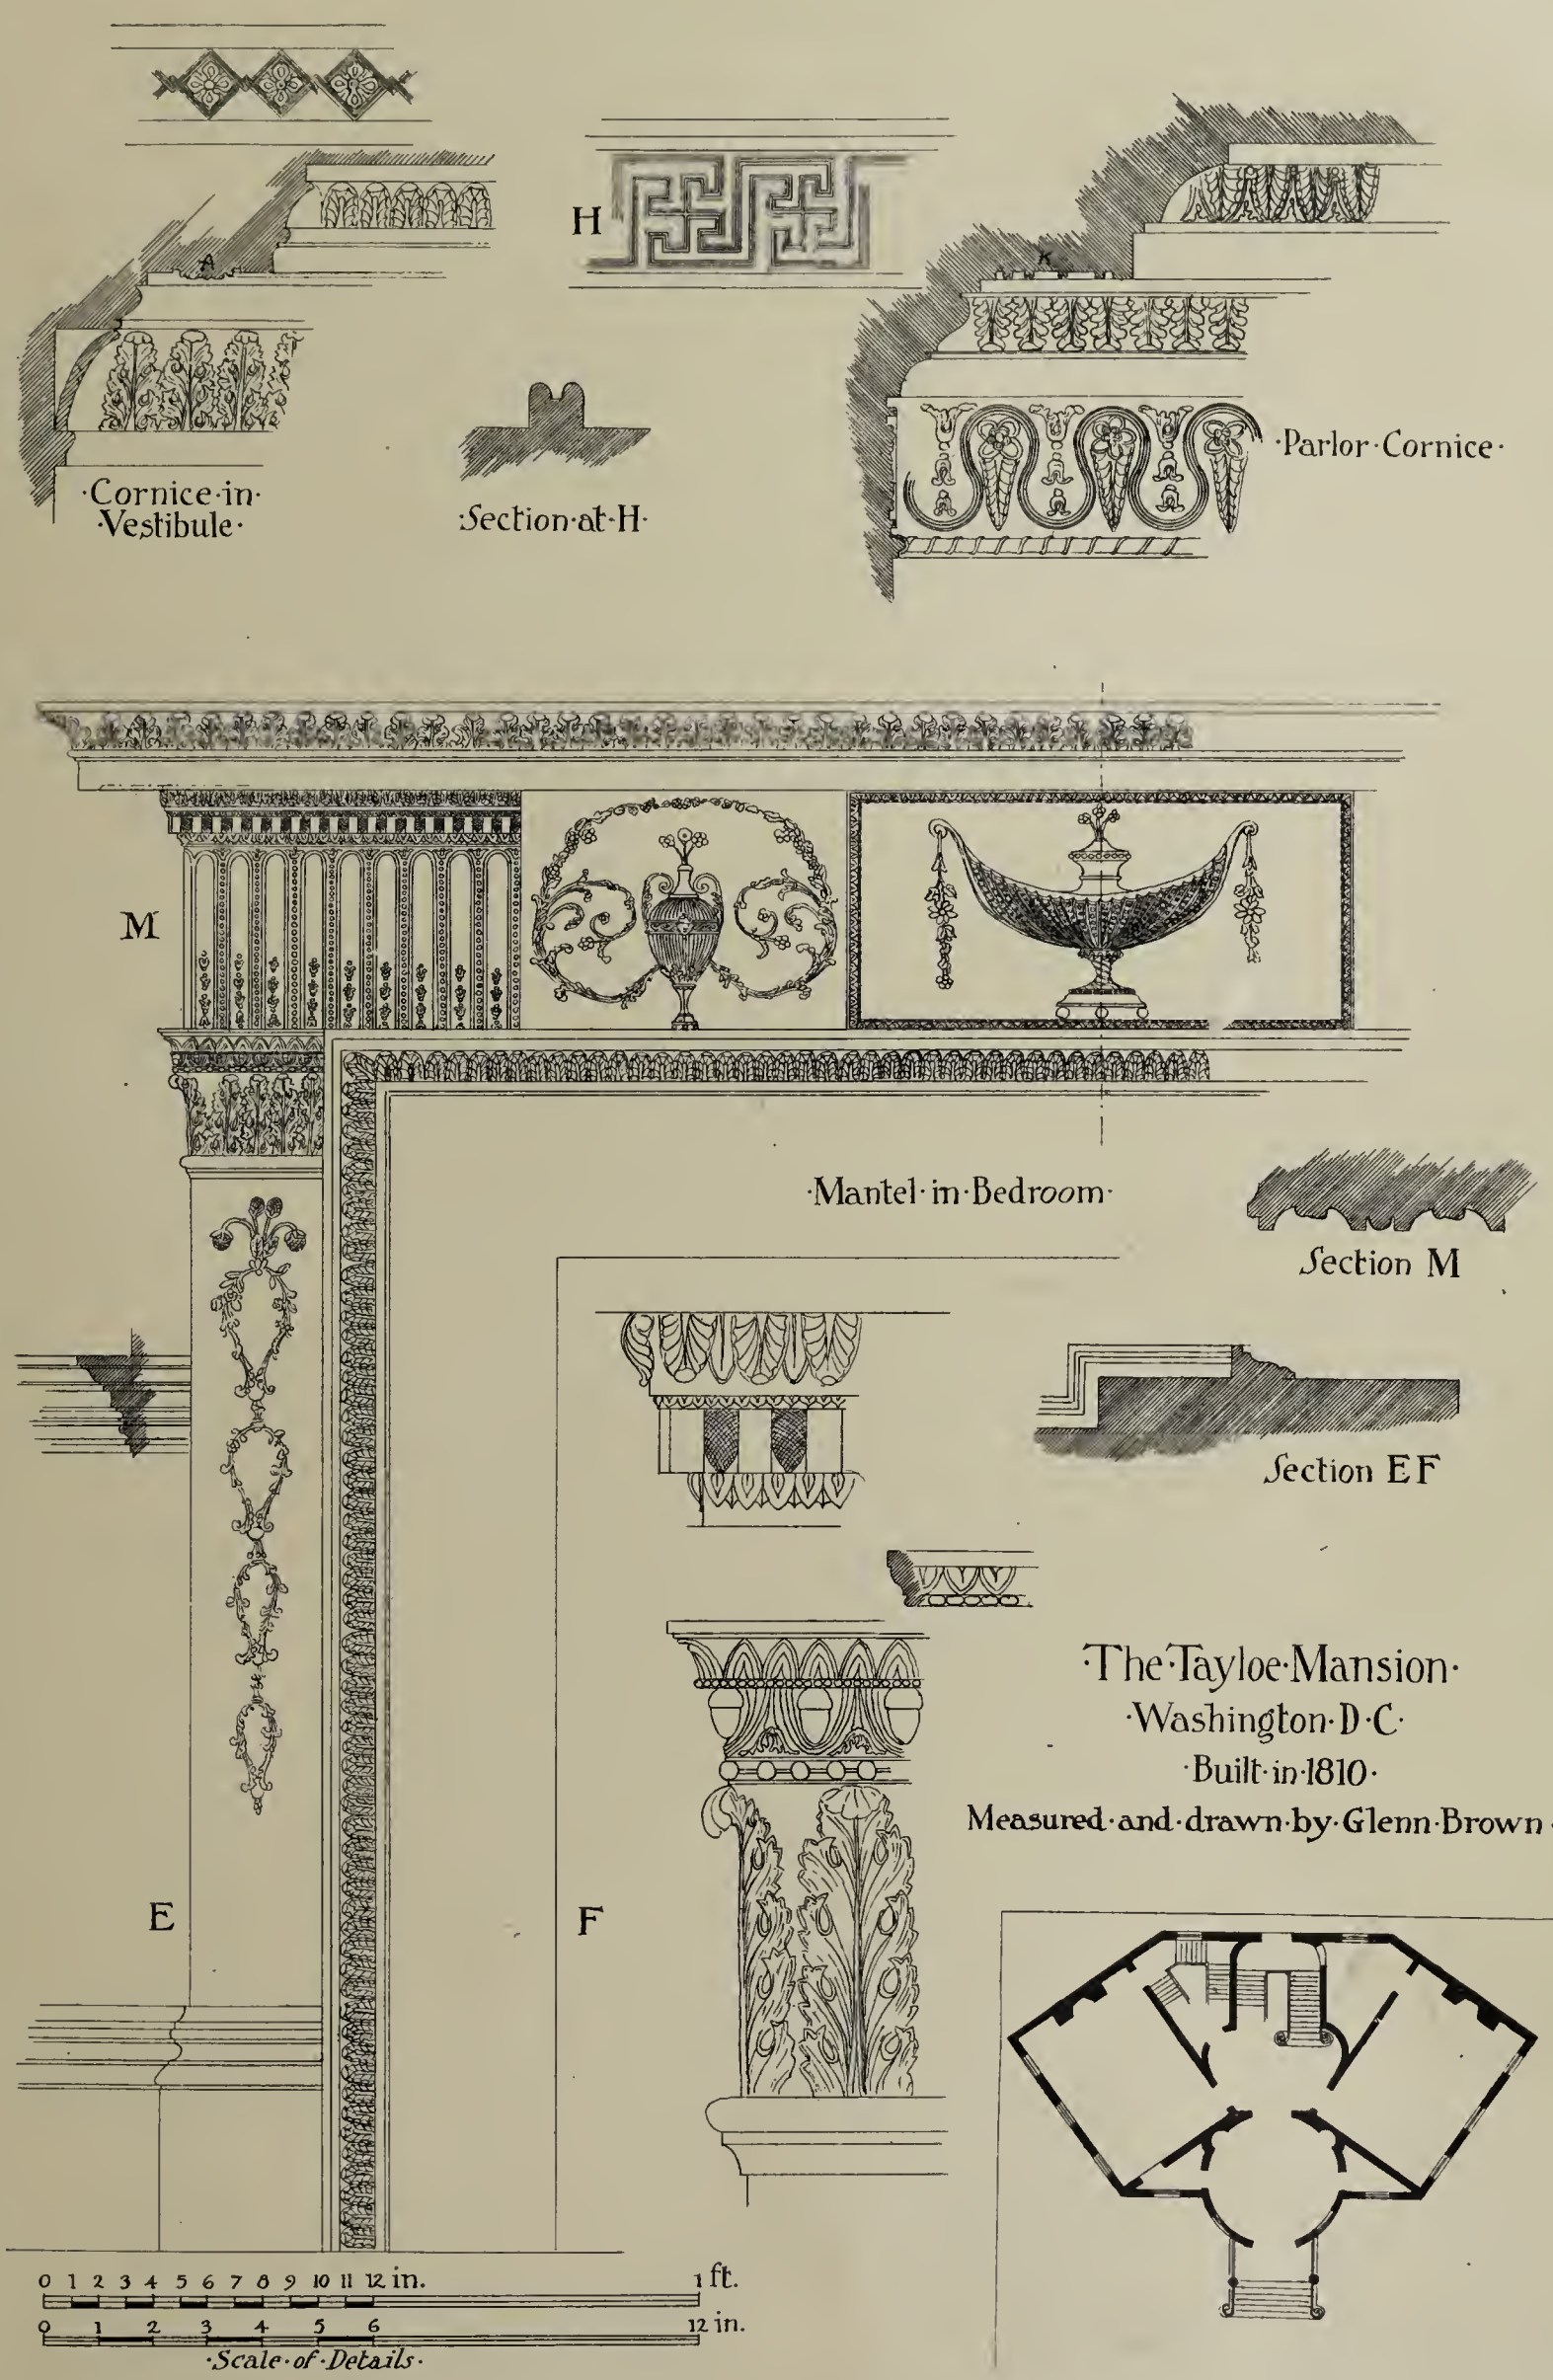 A
H
K
·Parlor·Cornice·
·Cornice·in·
·Vestibule·
·Section·at·H·
M
·Mantel·in·Bedroom·
Section M
Section EF
·The·Tayloe·Mansion·
·Washington·D·C·
·Built·in·1810·
Measured·and·drawn·by·Glenn·Brown·
E
F
0 1 2 3 4 5 6 7 8 9 10 11 12 in. 1 ft.
0 1 2 3 4 5 6 12 in.
·Scale·of·Details·